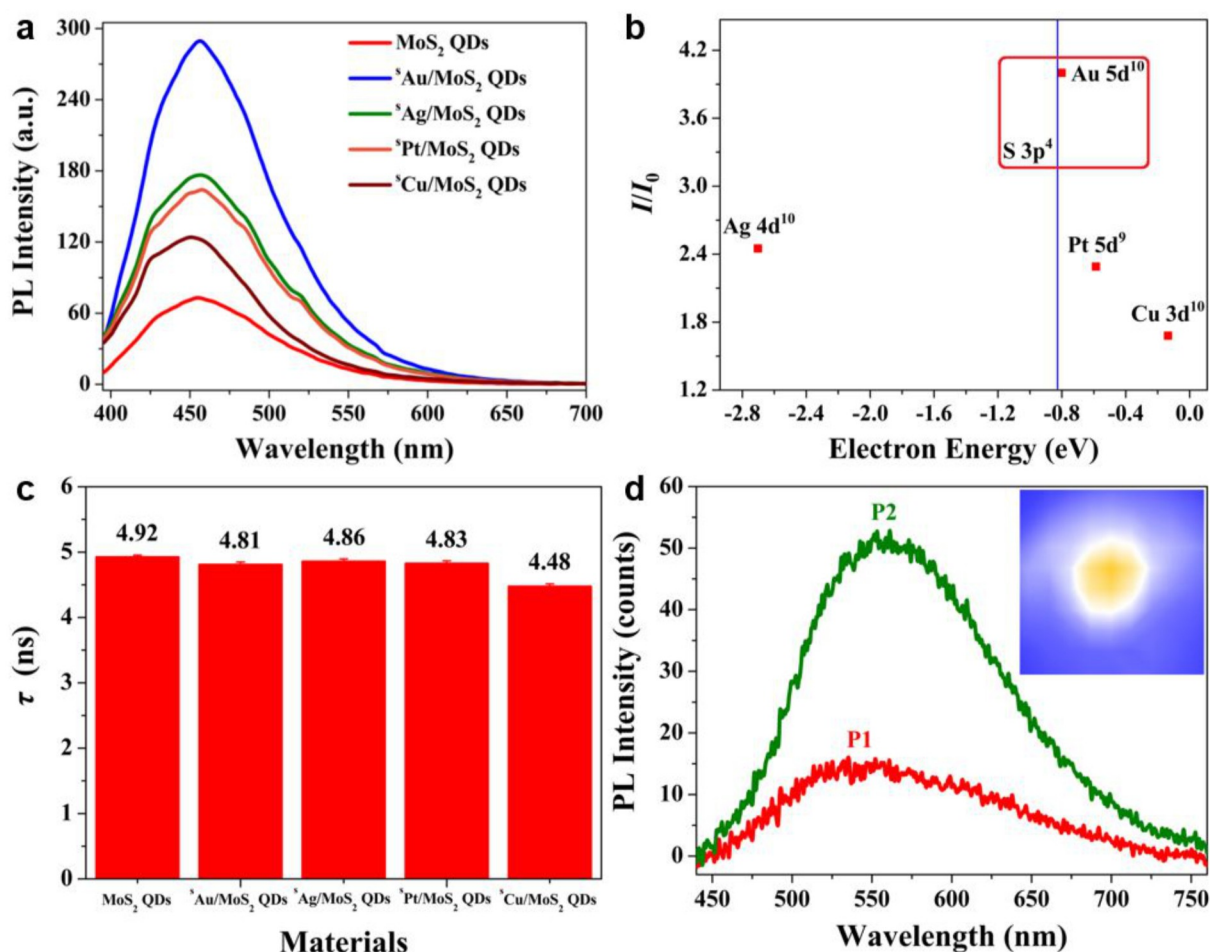 a
300
240
180
120
60
0
PL Intensity (a.u.)
MoS₂ QDs
ˢAu/MoS₂ QDs
ˢAg/MoS₂ QDs
ˢPt/MoS₂ QDs
ˢCu/MoS₂ QDs
400 450 500 550 600 650 700
Wavelength (nm)
b
4.2
3.6
3.0
2.4
1.8
1.2
I/I₀
Au 5d¹⁰
S 3p⁴
Ag 4d¹⁰
Pt 5d⁹
Cu 3d¹⁰
-2.8 -2.4 -2.0 -1.6 -1.2 -0.8 -0.4 0.0
Electron Energy (eV)
c
6
5
4
3
2
1
0
τ (ns)
4.92 4.81 4.86 4.83 4.48
MoS₂ QDs ˢAu/MoS₂ QDs ˢAg/MoS₂ QDs ˢPt/MoS₂ QDs ˢCu/MoS₂ QDs
Materials
d
60
50
40
30
20
10
0
PL Intensity (counts)
P2
P1
450 500 550 600 650 700 750
Wavelength (nm)